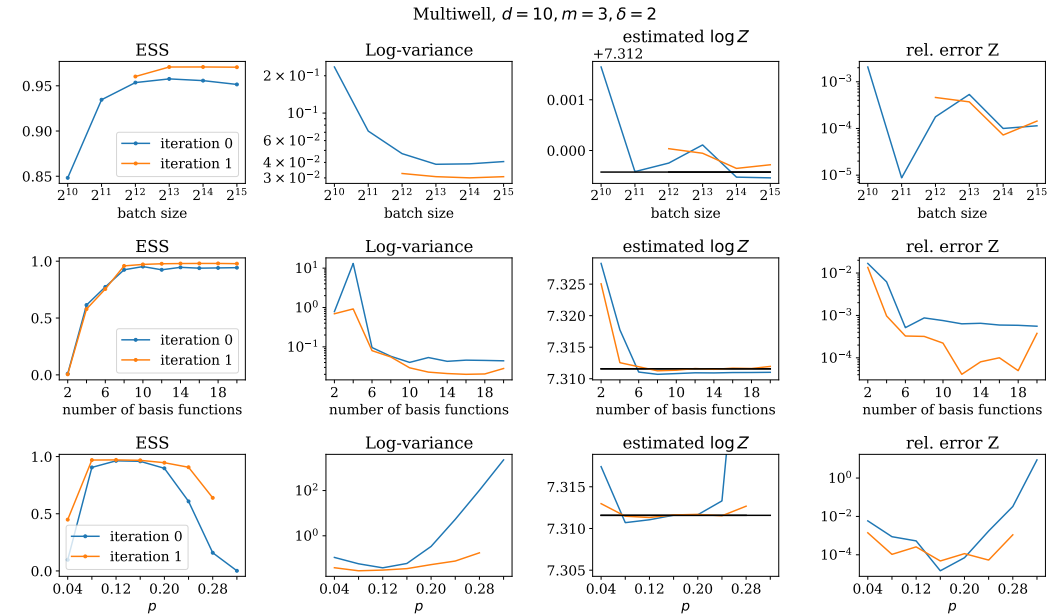 Multiwell, d = 10, m = 3, δ = 2
ESS
Log-variance
estimated log Z
rel. error Z
+7.312
0.95
0.90
0.85
iteration 0
iteration 1
2^10 2^11 2^12 2^13 2^14 2^15
batch size
2 × 10^−1
10^−1
6 × 10^−2
4 × 10^−2
3 × 10^−2
2^10 2^11 2^12 2^13 2^14 2^15
batch size
0.001
0.000
2^10 2^11 2^12 2^13 2^14 2^15
batch size
10^−3
10^−4
10^−5
2^10 2^11 2^12 2^13 2^14 2^15
batch size
ESS
Log-variance
estimated log Z
rel. error Z
1.0
0.5
0.0
iteration 0
iteration 1
2 6 10 14 18
number of basis functions
10^1
10^0
10^−1
2 6 10 14 18
number of basis functions
7.325
7.320
7.315
7.310
2 6 10 14 18
number of basis functions
10^−2
10^−3
10^−4
2 6 10 14 18
number of basis functions
ESS
Log-variance
estimated log Z
rel. error Z
1.0
0.5
0.0
iteration 0
iteration 1
0.04 0.12 0.20 0.28
p
10^2
10^0
0.04 0.12 0.20 0.28
p
7.315
7.310
7.305
0.04 0.12 0.20 0.28
p
10^0
10^−2
10^−4
0.04 0.12 0.20 0.28
p